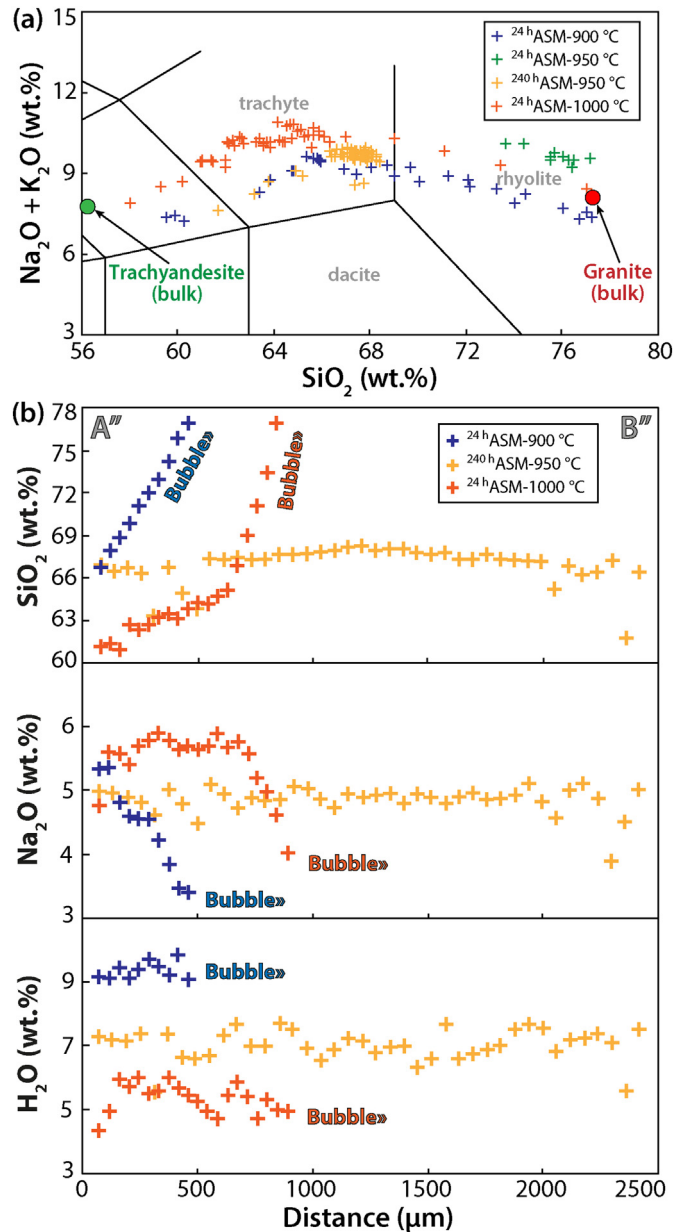 (a)
Na₂O + K₂O (wt.%)
15
12
9
6
3
²⁴ ʰASM-900 °C
²⁴ ʰASM-950 °C
²⁴⁰ ʰASM-950 °C
²⁴ ʰASM-1000 °C
trachyte
rhyolite
dacite
Trachyandesite
(bulk)
Granite
(bulk)
56
60
64
68
72
76
80
SiO₂ (wt.%)
(b)
A″
B″
²⁴ ʰASM-900 °C
²⁴⁰ ʰASM-950 °C
²⁴ ʰASM-1000 °C
SiO₂ (wt.%)
78
75
72
69
66
63
60
Bubble»
Bubble»
Na₂O (wt.%)
6
5
4
3
Bubble»
Bubble»
H₂O (wt.%)
9
7
5
3
Bubble»
Bubble»
0
500
1000
1500
2000
2500
Distance (µm)